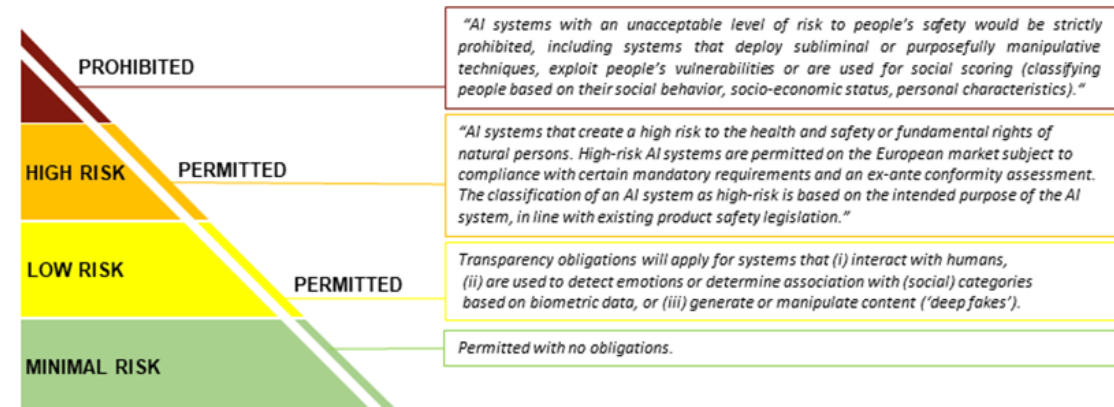 PROHIBITED
“AI systems with an unacceptable level of risk to people’s safety would be strictly
prohibited, including systems that deploy subliminal or purposefully manipulative
techniques, exploit people’s vulnerabilities or are used for social scoring (classifying
people based on their social behavior, socio-economic status, personal characteristics).“
HIGH RISK
PERMITTED
“AI systems that create a high risk to the health and safety or fundamental rights of
natural persons. High-risk AI systems are permitted on the European market subject to
compliance with certain mandatory requirements and an ex-ante conformity assessment.
The classification of an AI system as high-risk is based on the intended purpose of the AI
system, in line with existing product safety legislation.”
LOW RISK
PERMITTED
Transparency obligations will apply for systems that (i) interact with humans,
(ii) are used to detect emotions or determine association with (social) categories
based on biometric data, or (iii) generate or manipulate content (‘deep fakes’).
MINIMAL RISK
Permitted with no obligations.